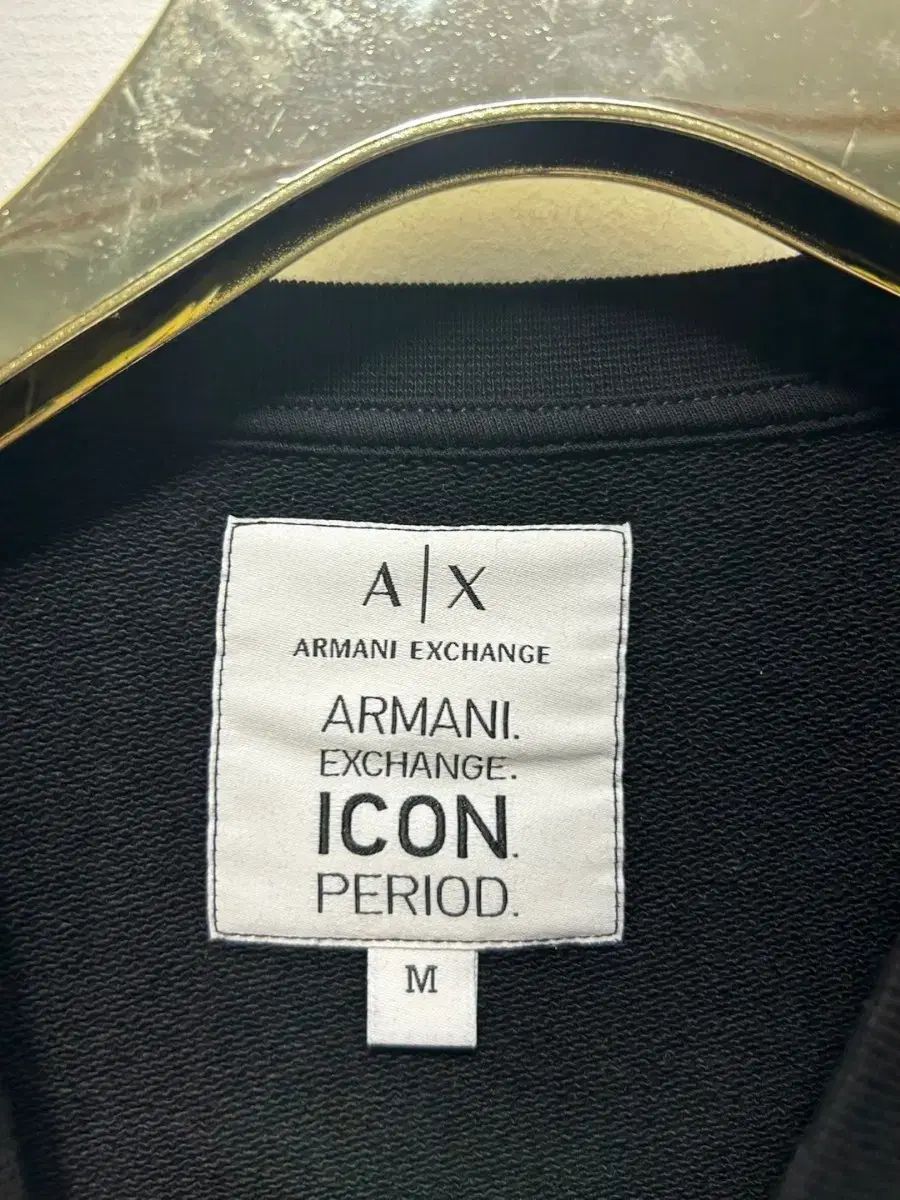 A|X
ARMANI EXCHANGE
ARMANI.
EXCHANGE.
ICON.
PERIOD.
M